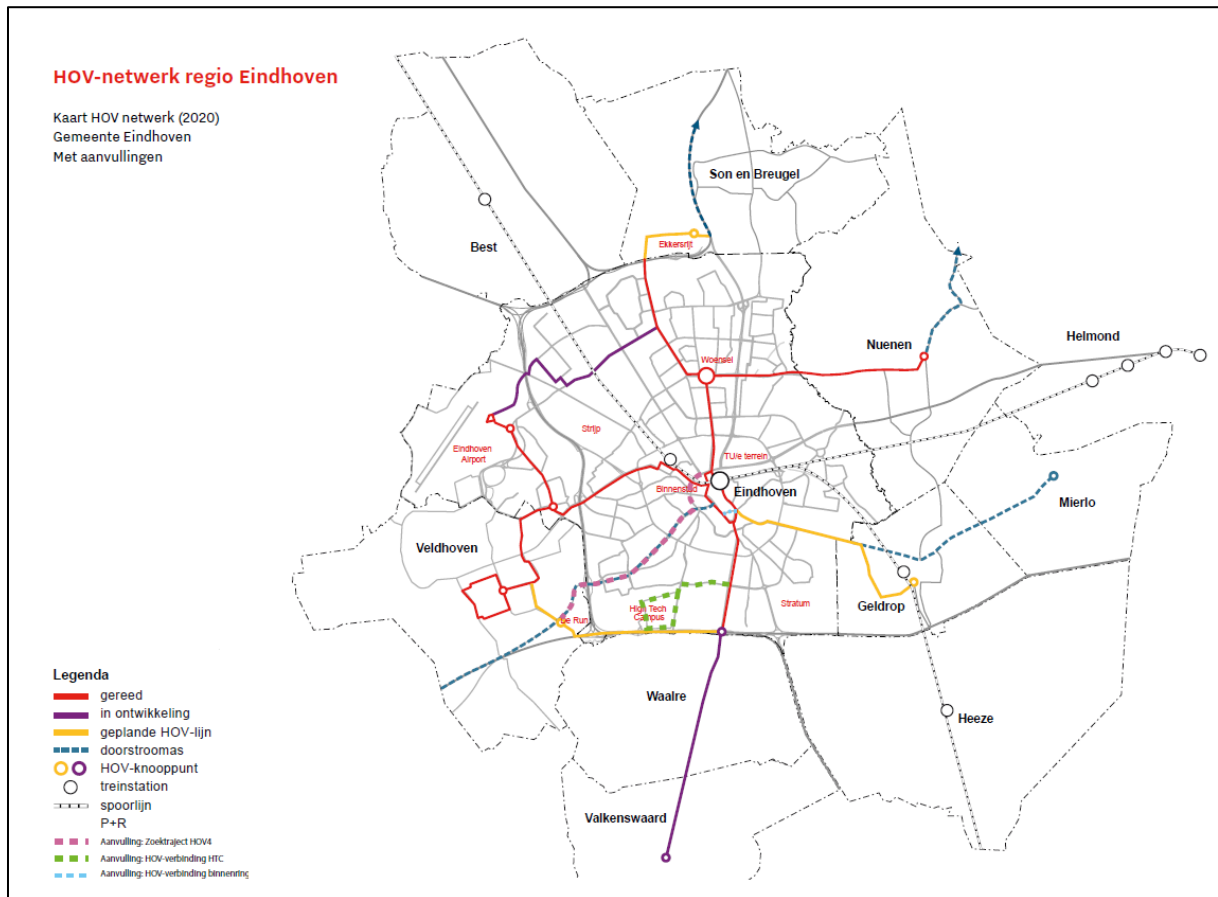 HOV-netwerk regio Eindhoven
Kaart HOV netwerk (2020)
Gemeente Eindhoven
Met aanvullingen
Son en Breugel
Ekkersrijt
Best
Nuenen
Helmond
Woensel
Strijp
Eindhoven
Airport
TU/e terrein
Binnenstad
Eindhoven
Mierlo
Veldhoven
High Tech
Campus
Stratum
Geldrop
De Run
Waalre
Heeze
Valkenswaard
Legenda
gereed
in ontwikkeling
geplande HOV-lijn
doorstroomas
HOV-knooppunt
treinstation
spoorlijn
P+R
Aanvulling: Zoektraject HOV4
Aanvulling: HOV-verbinding HTC
Aanvulling: HOV-verbinding binnenring